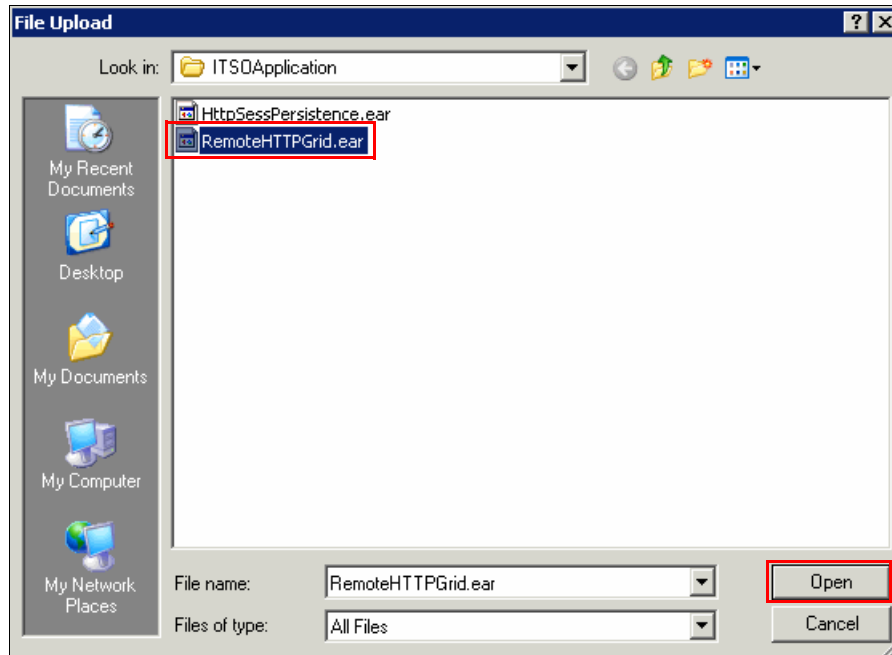 File Upload
Look in: ITSOApplication
HttpSessPersistence.ear
RemoteHTTPGrid.ear
My Recent
Documents
Desktop
My Documents
My Computer
My Network
Places
File name: RemoteHTTPGrid.ear Open
Files of type: All Files Cancel